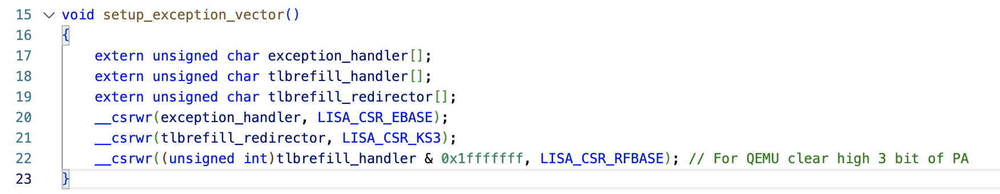 15 void setup_exception_vector()
16 {
17 extern unsigned char exception_handler[];
18 extern unsigned char tlbrefill_handler[];
19 extern unsigned char tlbrefill_redirector[];
20 __csrwr(exception_handler, LISA_CSR_EBASE);
21 __csrwr(tlbrefill_redirector, LISA_CSR_KS3);
22 __csrwr((unsigned int)tlbrefill_handler & 0x1fffffff, LISA_CSR_RFBASE); // For QEMU clear high 3 bit of PA
23 }